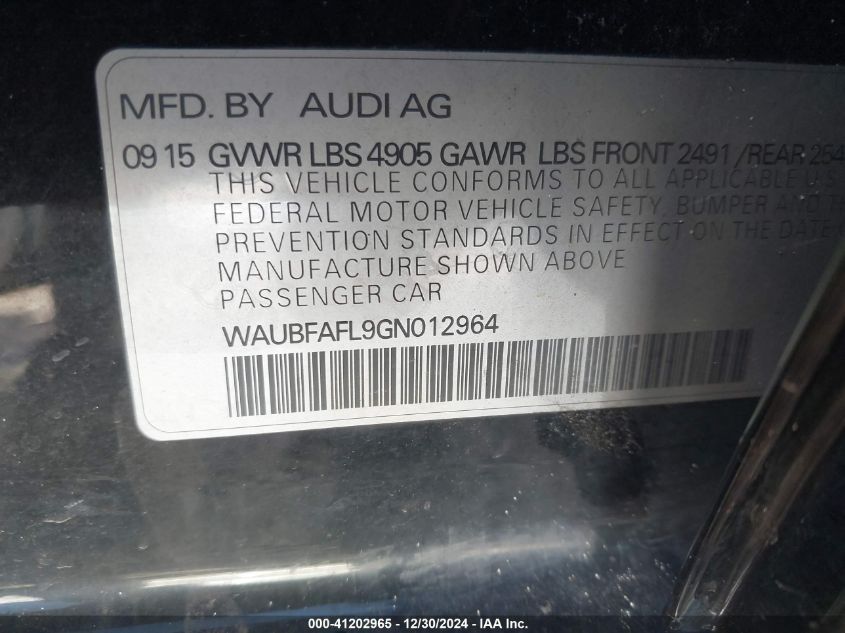 MFD. BY AUDI AG
09 15 GVWR LBS 4905 GAWR LBS FRONT 2491 /REAR 254
THIS VEHICLE CONFORMS TO ALL APPLICABLE U.S
FEDERAL MOTOR VEHICLE SAFETY, BUMPER AND
PREVENTION STANDARDS IN EFFECT ON THE DATE
MANUFACTURE SHOWN ABOVE
PASSENGER CAR
WAUBFAFL9GN012964
000-41202965 - 12/30/2024 - IAA Inc.